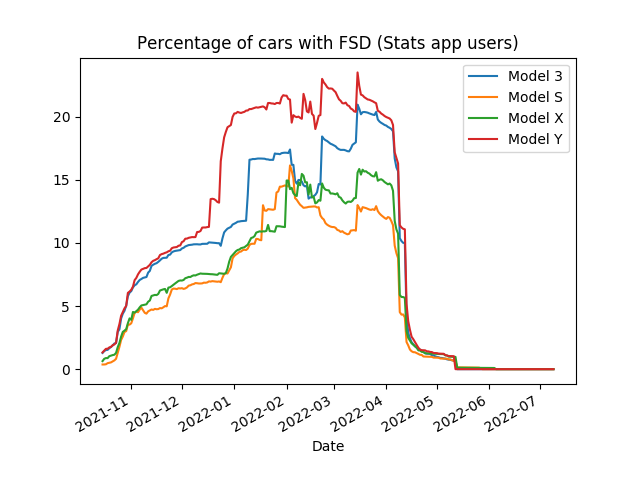 Percentage of cars with FSD (Stats app users)
Model 3
Model S
Model X
Model Y
20
15
10
5
0
2021-11
2021-12
2022-01
2022-02
2022-03
2022-04
2022-05
2022-06
2022-07
Date